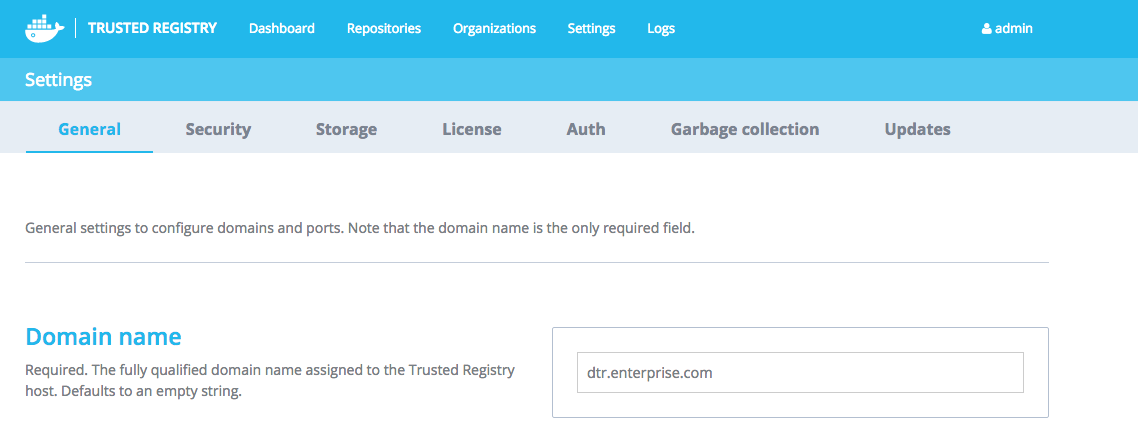 TRUSTED REGISTRY Dashboard Repositories Organizations Settings Logs admin
Settings
General Security Storage License Auth Garbage collection Updates
General settings to configure domains and ports. Note that the domain name is the only required field.
Domain name
Required. The fully qualified domain name assigned to the Trusted Registry
host. Defaults to an empty string.
dtr.enterprise.com